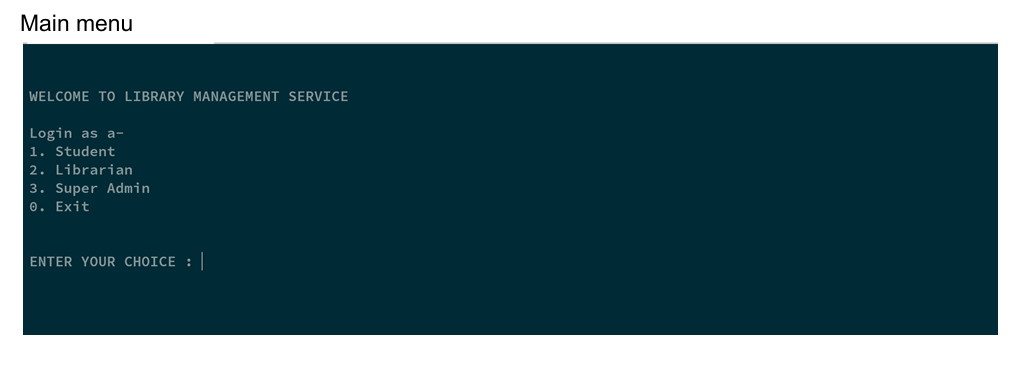 Main menu
WELCOME TO LIBRARY MANAGEMENT SERVICE
Login as a-
1. Student
2. Librarian
3. Super Admin
0. Exit
ENTER YOUR CHOICE :